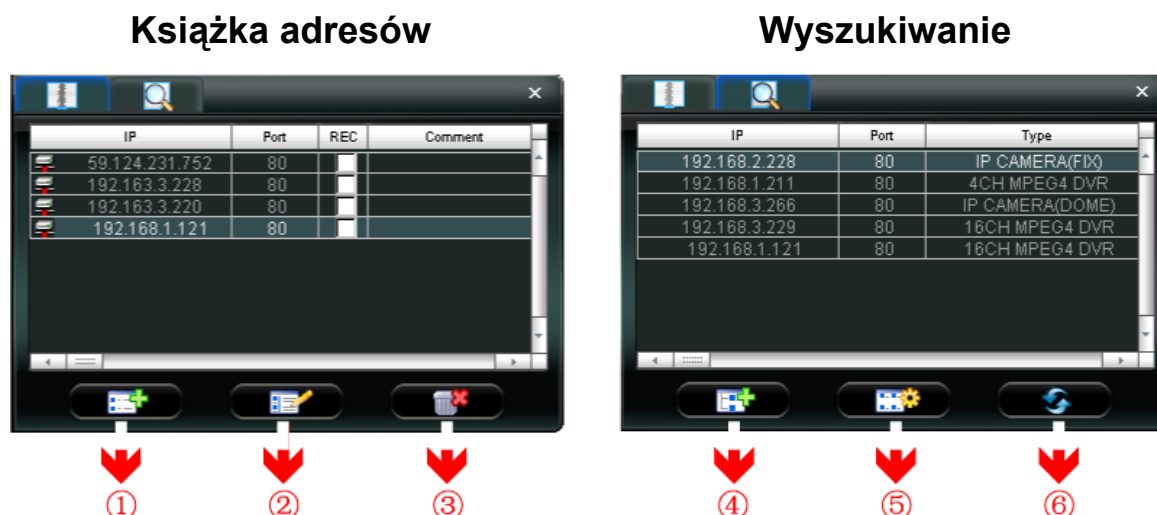 Książka adresów
IP Port REC Comment
59.124.231.752 80
192.163.3.228 80
192.163.3.220 80
192.168.1.121 80
① ② ③
Wyszukiwanie
IP Port Type
192.168.2.228 80 IP CAMERA(FIX)
192.168.1.211 80 4CH MPEG4 DVR
192.168.3.266 80 IP CAMERA(DOME)
192.168.3.229 80 16CH MPEG4 DVR
192.168.1.121 80 16CH MPEG4 DVR
④ ⑤ ⑥